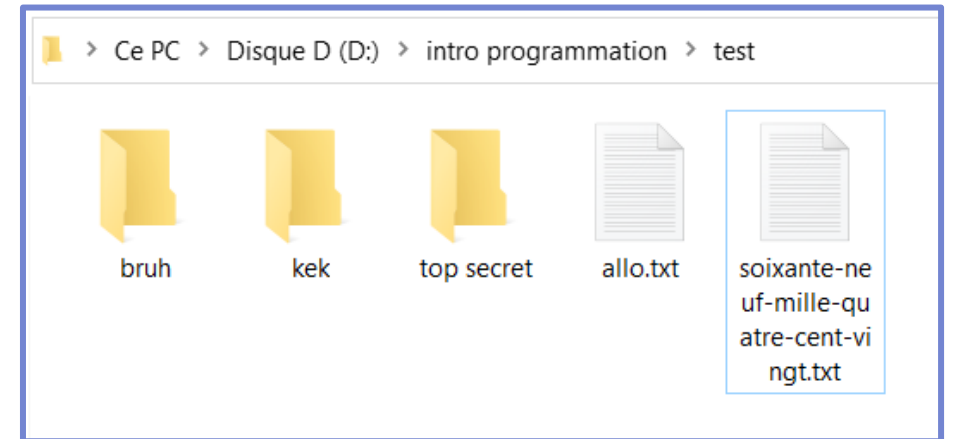 > Ce PC > Disque D (D:) > intro programmation > test
bruh
kek
top secret
allo.txt
soixante-ne
uf-mille-qu
atre-cent-vi
ngt.txt